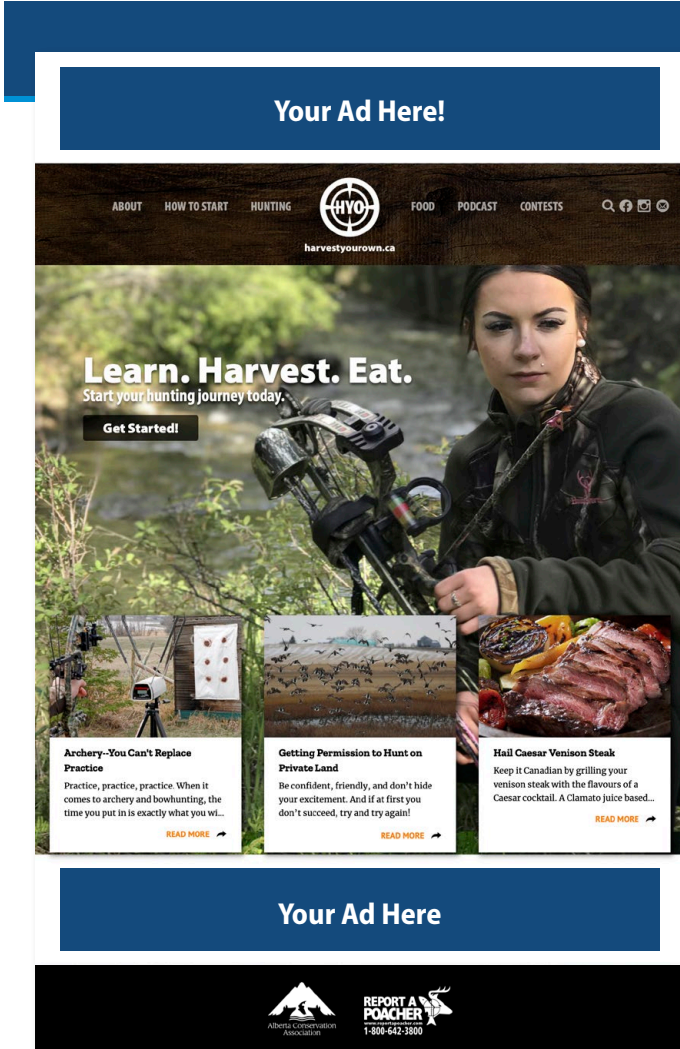 Your Ad Here!
ABOUT HOW TO START HUNTING HYO FOOD PODCAST CONTESTS
harvestyourown.ca
Learn. Harvest. Eat.
Start your hunting journey today.
Get Started!
Archery--You Can't Replace
Practice
Practice, practice, practice. When it
comes to archery and bowhunting, the
time you put in is exactly what you wi...
READ MORE
Getting Permission to Hunt on
Private Land
Be confident, friendly, and don't hide
your excitement. And if at first you
don't succeed, try and try again!
READ MORE
Hail Caesar Venison Steak
Keep it Canadian by grilling your
venison steak with the flavours of a
Caesar cocktail. A Clamato juice based...
READ MORE
Your Ad Here
Alberta Conservation
Association
REPORT A
POACHER
www.reportapoacher.com
1-800-642-3800